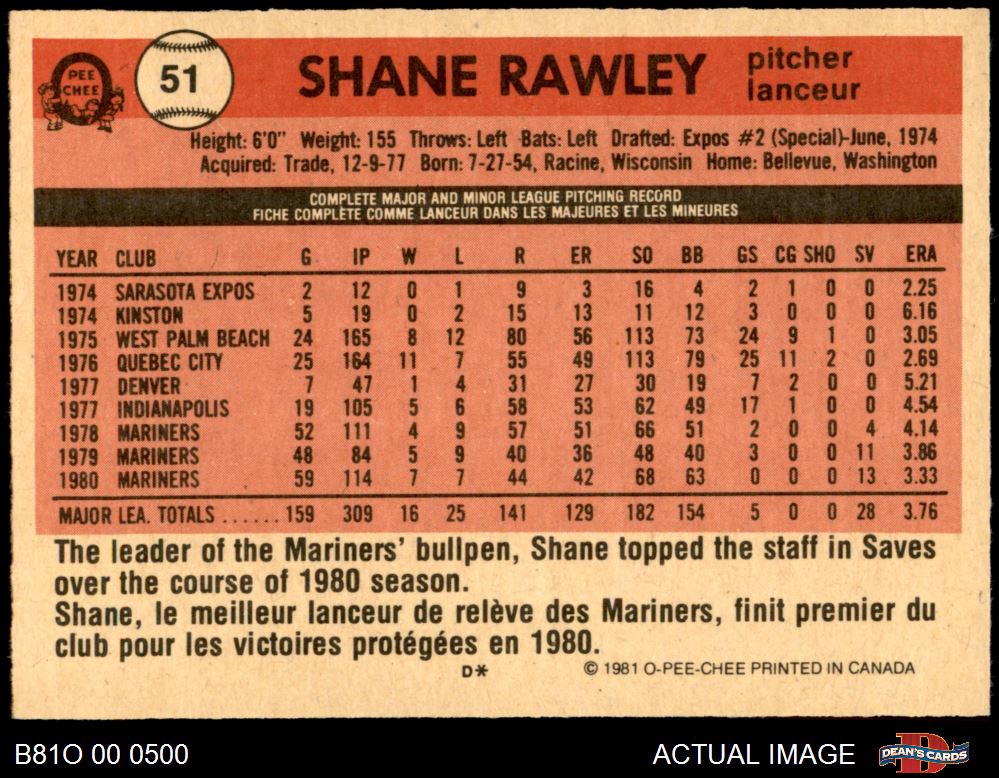 PEE
CHEE
51
SHANE RAWLEY
pitcher
lanceur
Height: 6'0" Weight: 155 Throws: Left Bats: Left Drafted: Expos #2 (Special)-June, 1974
Acquired: Trade, 12-9-77 Born: 7-27-54, Racine, Wisconsin Home: Bellevue, Washington
COMPLETE MAJOR AND MINOR LEAGUE PITCHING RECORD
FICHE COMPLÈTE COMME LANCEUR DANS LES MAJEURES ET LES MINEURES
YEAR CLUB G IP W L R ER SO BB GS CG SHO SV ERA
1974 SARASOTA EXPOS 2 12 0 1 9 3 16 4 2 1 0 0 2.25
1974 KINSTON 5 19 0 2 15 13 11 12 3 0 0 0 6.16
1975 WEST PALM BEACH 24 165 8 12 80 56 113 73 24 9 1 0 3.05
1976 QUEBEC CITY 25 164 11 7 55 49 113 79 25 11 2 0 2.69
1977 DENVER 7 47 1 4 31 27 30 19 7 2 0 0 5.21
1977 INDIANAPOLIS 19 105 5 6 58 53 62 49 17 1 0 0 4.54
1978 MARINERS 52 111 4 9 57 51 66 51 2 0 0 4 4.14
1979 MARINERS 48 84 5 9 40 36 48 40 3 0 0 11 3.86
1980 MARINERS 59 114 7 7 44 42 68 63 0 0 0 13 3.33
MAJOR LEA. TOTALS ...... 159 309 16 25 141 129 182 154 5 0 0 28 3.76
The leader of the Mariners' bullpen, Shane topped the staff in Saves
over the course of 1980 season.
Shane, le meilleur lanceur de relève des Mariners, finit premier du
club pour les victoires protégées en 1980.
D*
© 1981 O-PEE-CHEE PRINTED IN CANADA
B81O 00 0500
ACTUAL IMAGE
DEAN'S CARDS